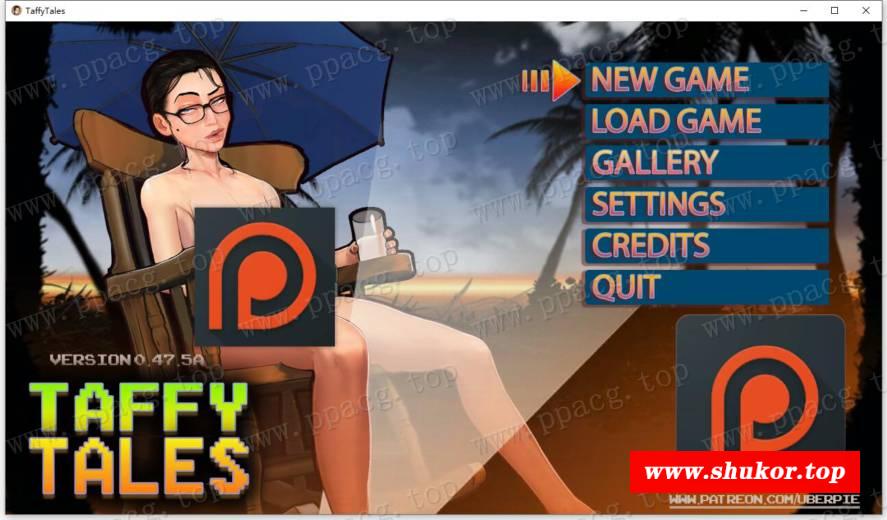 TaffyTales
NEW GAME
LOAD GAME
GALLERY
SETTINGS
CREDITS
QUIT
VERSION 0.47.5A
TAFFY
TALES
www.shukor.top
WWW.PATREON.COM/UBERPIE
www.ppacg.top